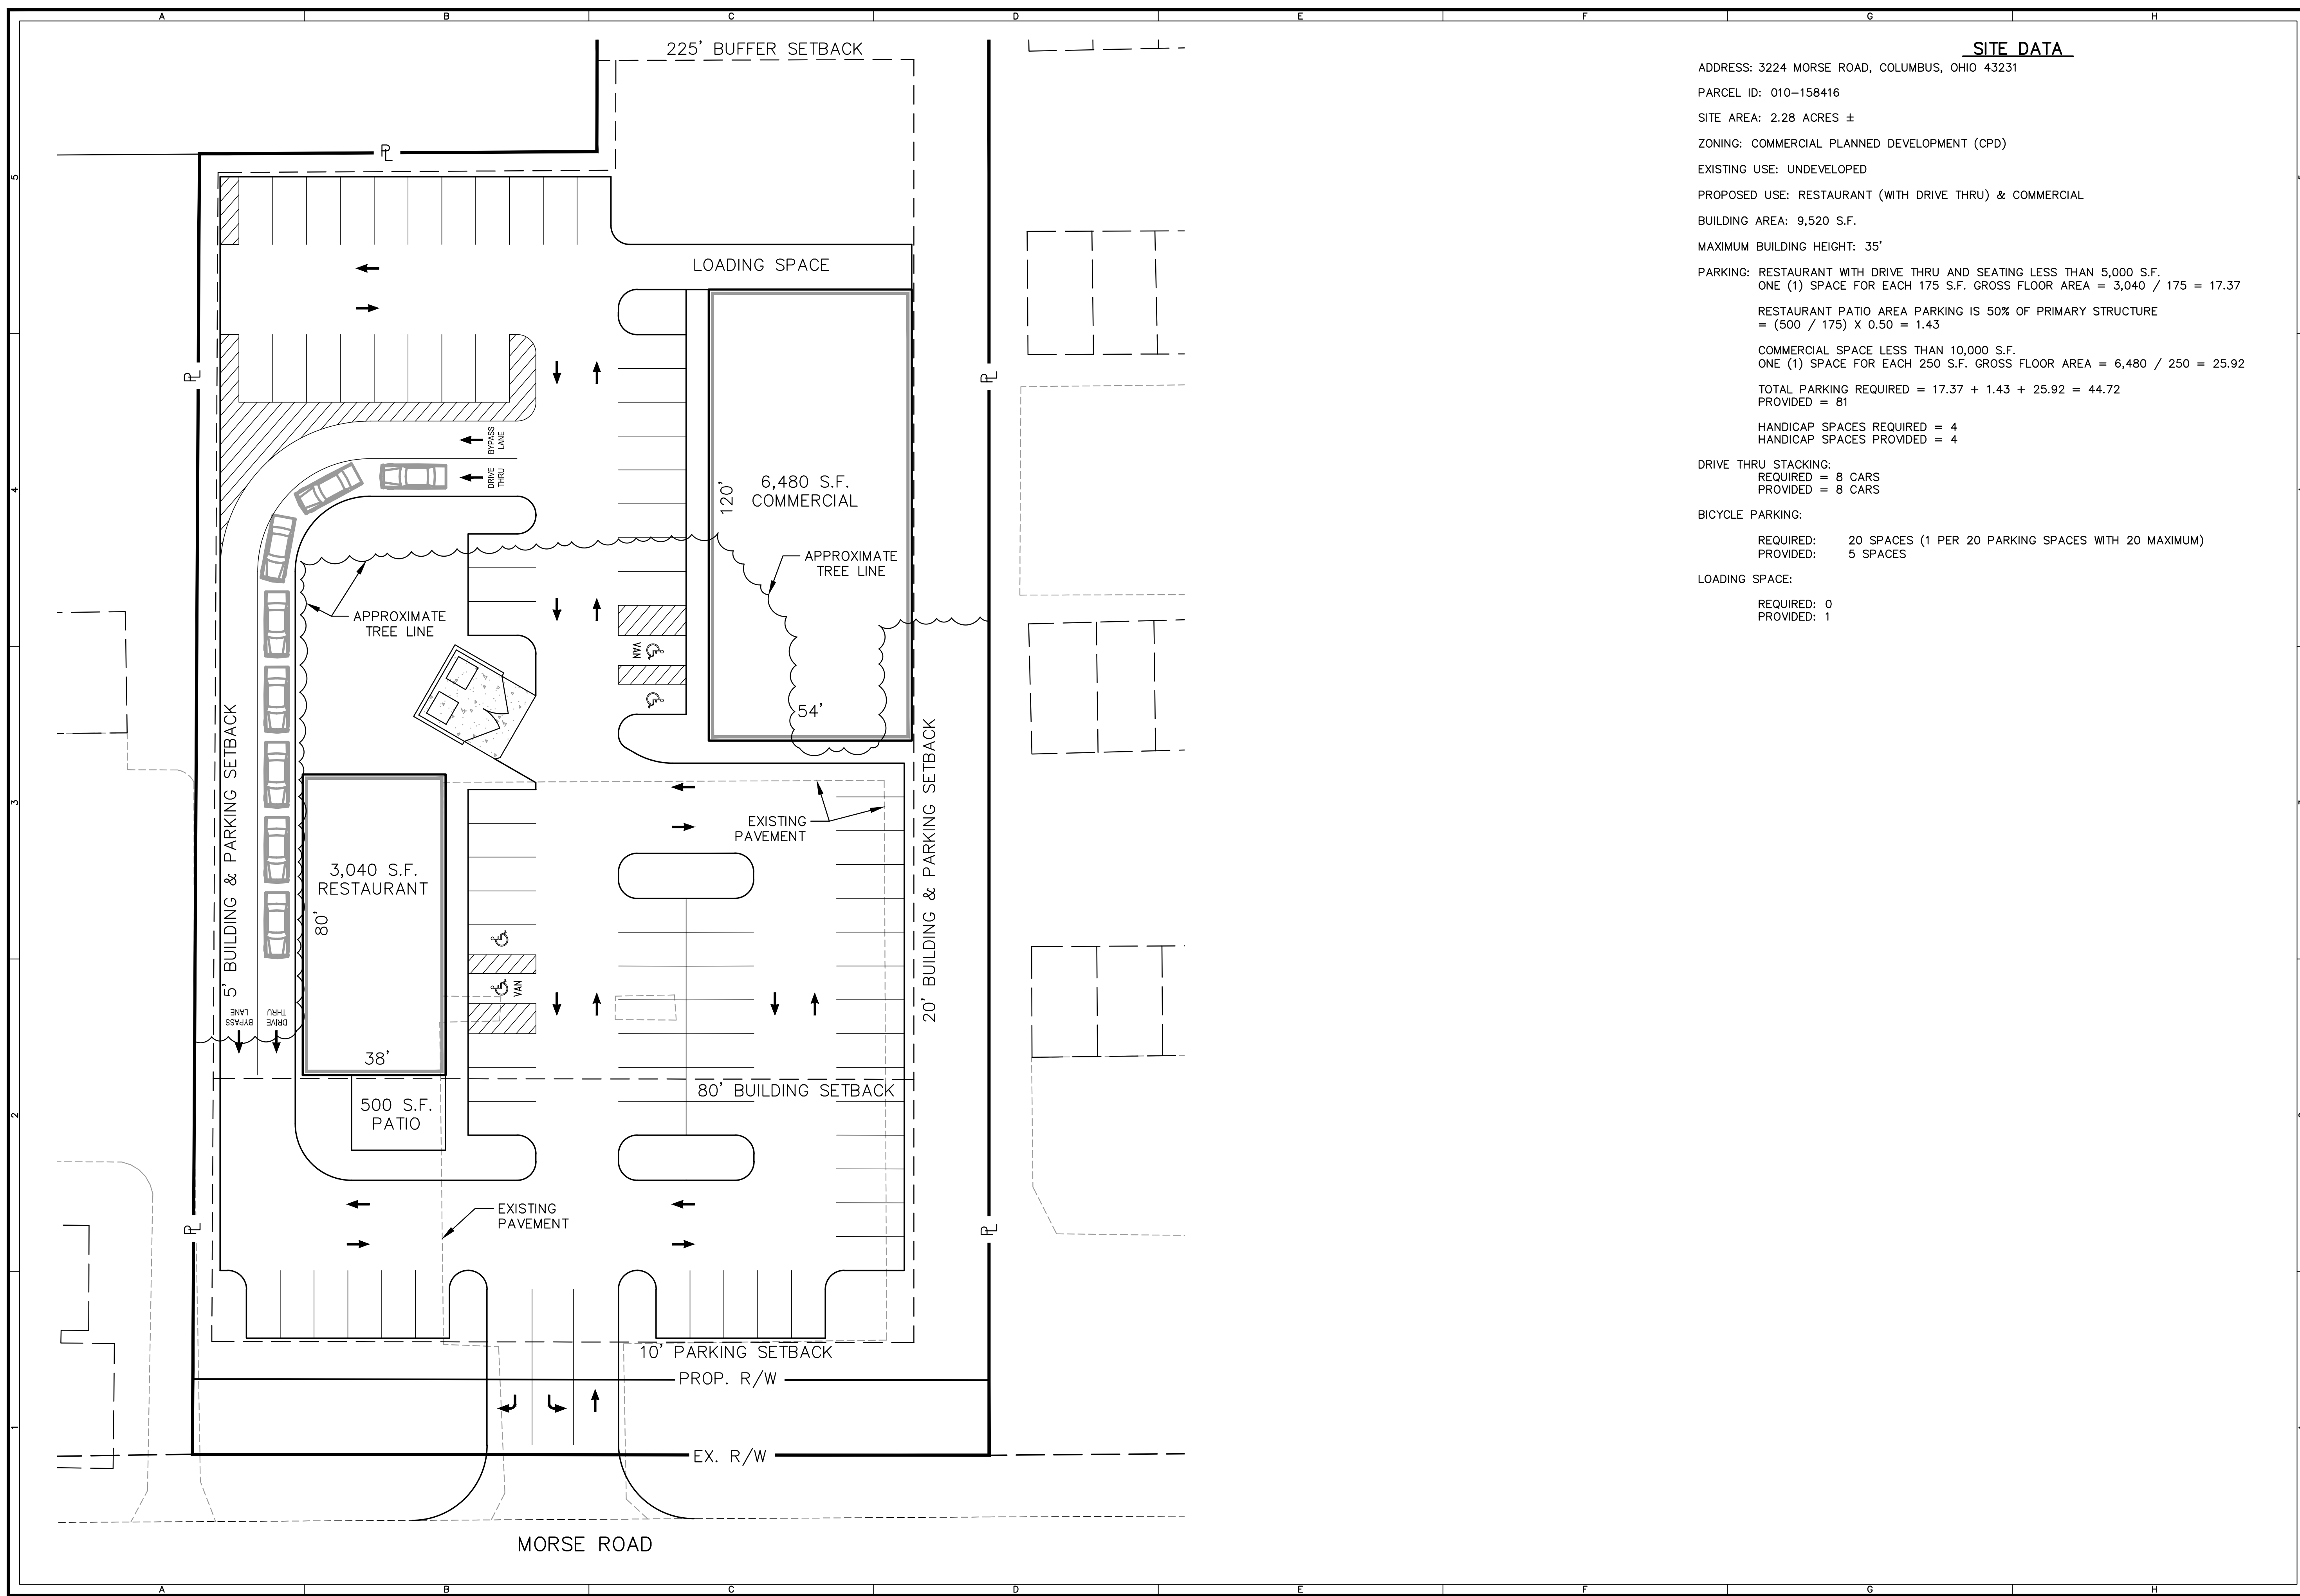 A B C D E F G H
225' BUFFER SETBACK
PL
5
LOADING SPACE
PL
PL
BYPASS
LANE
DRIVE
THRU
4
120'
6,480 S.F.
COMMERCIAL
APPROXIMATE
TREE LINE
APPROXIMATE
TREE LINE
VAN
54'
5' BUILDING & PARKING SETBACK
20' BUILDING & PARKING SETBACK
3
EXISTING
PAVEMENT
3,040 S.F.
RESTAURANT
80'
VAN
BYPASS
LANE
DRIVE
THRU
38'
80' BUILDING SETBACK
2
500 S.F.
PATIO
EXISTING
PAVEMENT
PL
PL
10' PARKING SETBACK
PROP. R/W
1
EX. R/W
MORSE ROAD
A B C D E F G H
SITE DATA
ADDRESS: 3224 MORSE ROAD, COLUMBUS, OHIO 43231
PARCEL ID: 010-158416
SITE AREA: 2.28 ACRES ±
ZONING: COMMERCIAL PLANNED DEVELOPMENT (CPD)
EXISTING USE: UNDEVELOPED
PROPOSED USE: RESTAURANT (WITH DRIVE THRU) & COMMERCIAL
BUILDING AREA: 9,520 S.F.
MAXIMUM BUILDING HEIGHT: 35'
PARKING: RESTAURANT WITH DRIVE THRU AND SEATING LESS THAN 5,000 S.F.
ONE (1) SPACE FOR EACH 175 S.F. GROSS FLOOR AREA = 3,040 / 175 = 17.37
RESTAURANT PATIO AREA PARKING IS 50% OF PRIMARY STRUCTURE
= (500 / 175) X 0.50 = 1.43
COMMERCIAL SPACE LESS THAN 10,000 S.F.
ONE (1) SPACE FOR EACH 250 S.F. GROSS FLOOR AREA = 6,480 / 250 = 25.92
TOTAL PARKING REQUIRED = 17.37 + 1.43 + 25.92 = 44.72
PROVIDED = 81
HANDICAP SPACES REQUIRED = 4
HANDICAP SPACES PROVIDED = 4
DRIVE THRU STACKING:
REQUIRED = 8 CARS
PROVIDED = 8 CARS
BICYCLE PARKING:
REQUIRED: 20 SPACES (1 PER 20 PARKING SPACES WITH 20 MAXIMUM)
PROVIDED: 5 SPACES
LOADING SPACE:
REQUIRED: 0
PROVIDED: 1